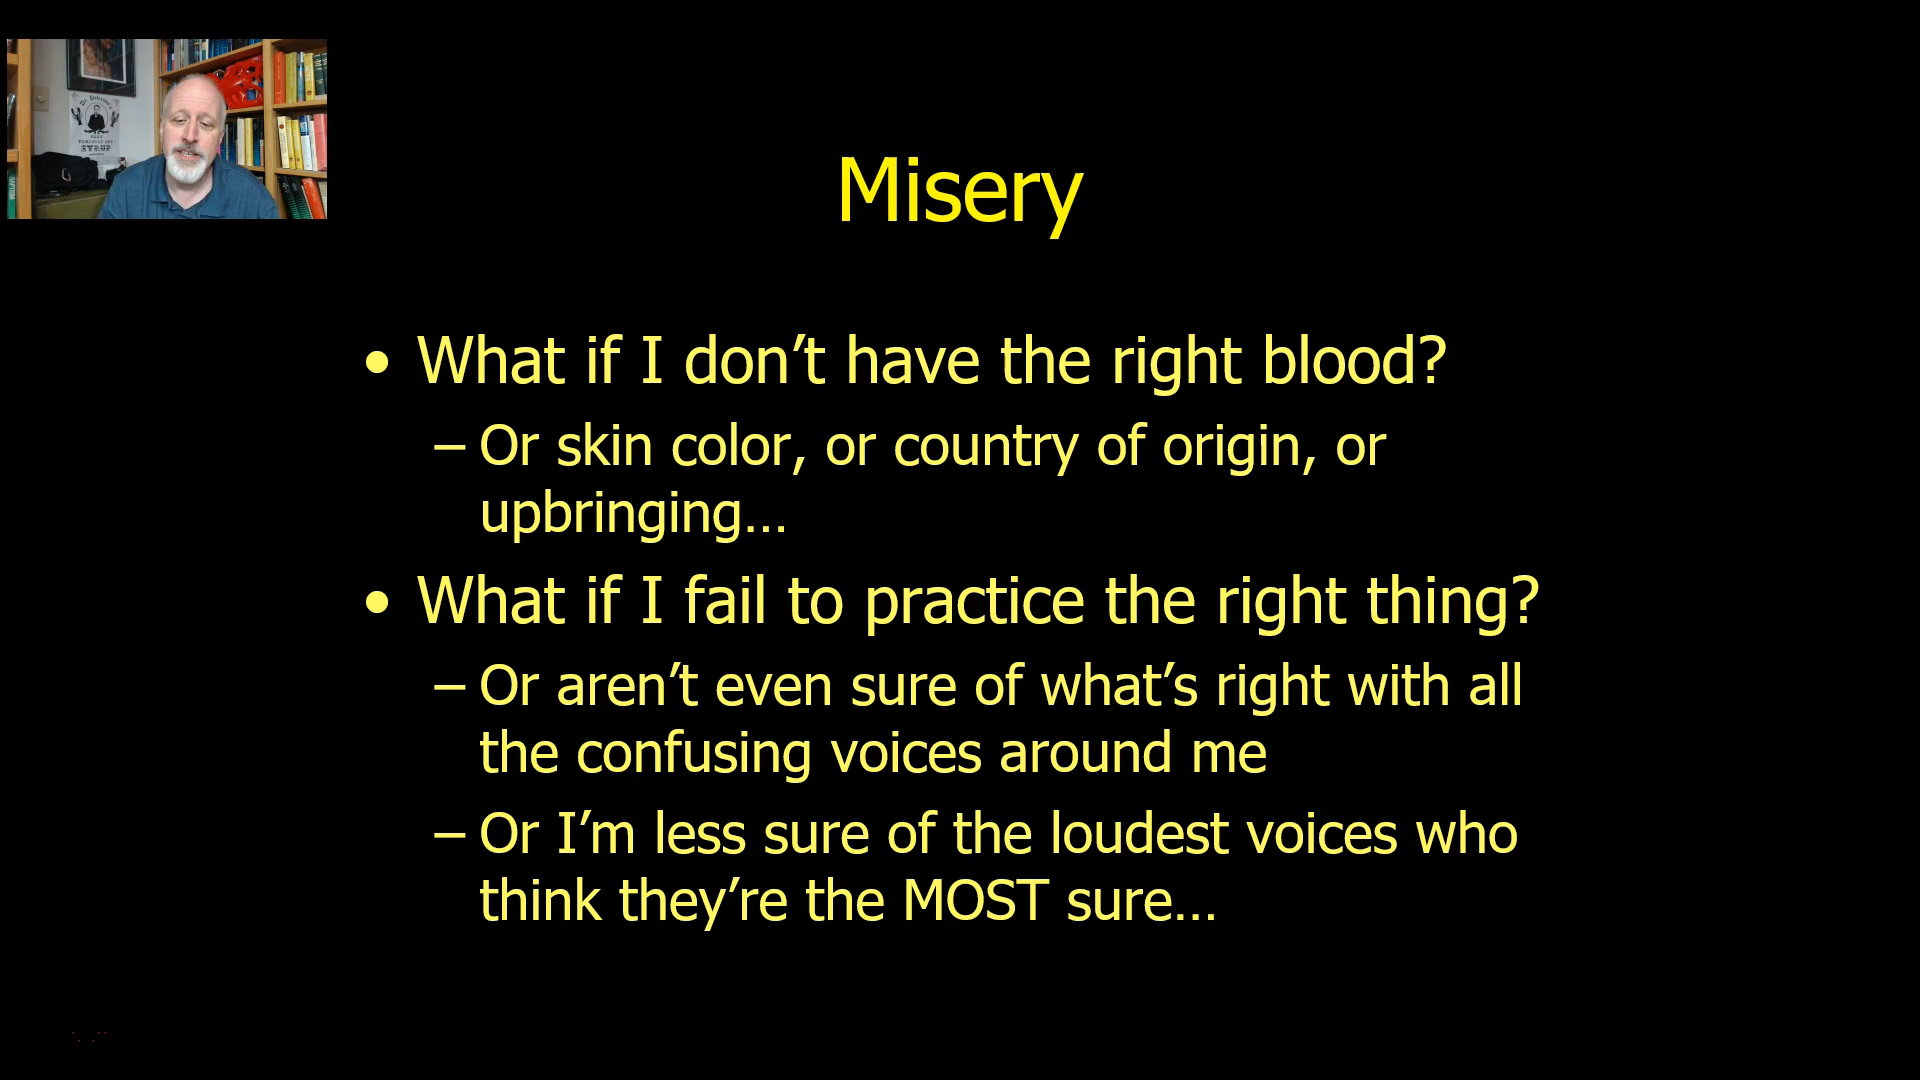 Misery
• What if I don’t have the right blood?
– Or skin color, or country of origin, or
upbringing…
• What if I fail to practice the right thing?
– Or aren’t even sure of what’s right with all
the confusing voices around me
– Or I’m less sure of the loudest voices who
think they’re the MOST sure…